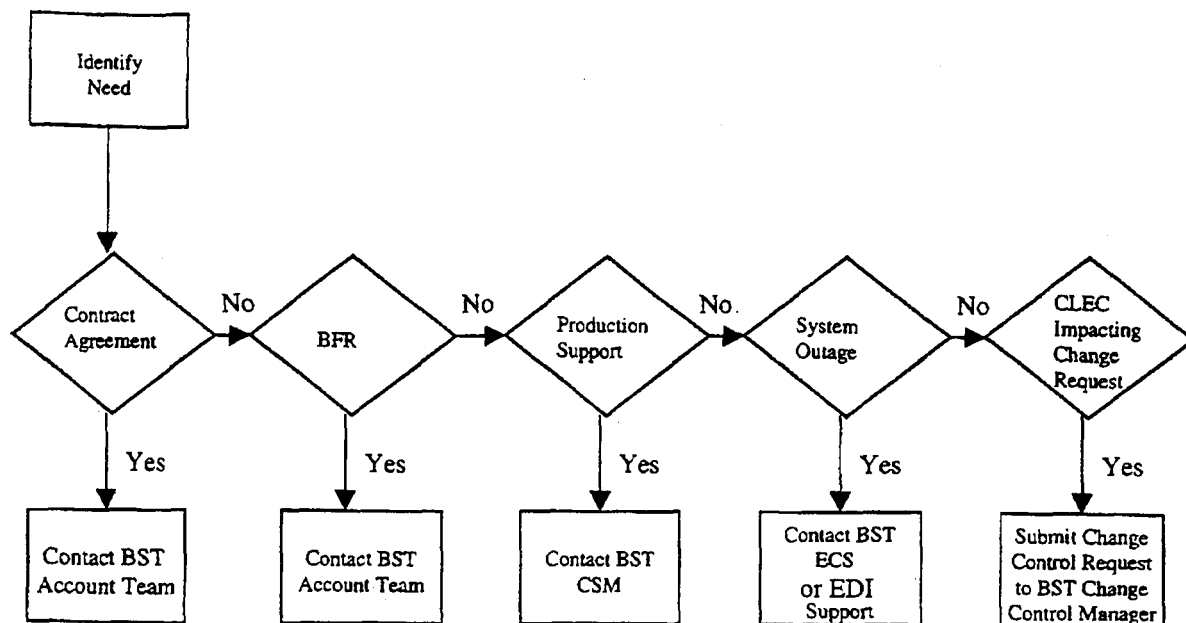 Identify
Need
Contract
Agreement
No
BFR
No
Production
Support
No.
System
Outage
No
CLEC
Impacting
Change
Request
Yes
Yes
Yes
Yes
Yes
Contact BST
Account Team
Contact BST
Account Team
Contact BST
CSM
Contact BST
ECS
or EDI
Support
Submit Change
Control Request
to BST Change
Control Manager